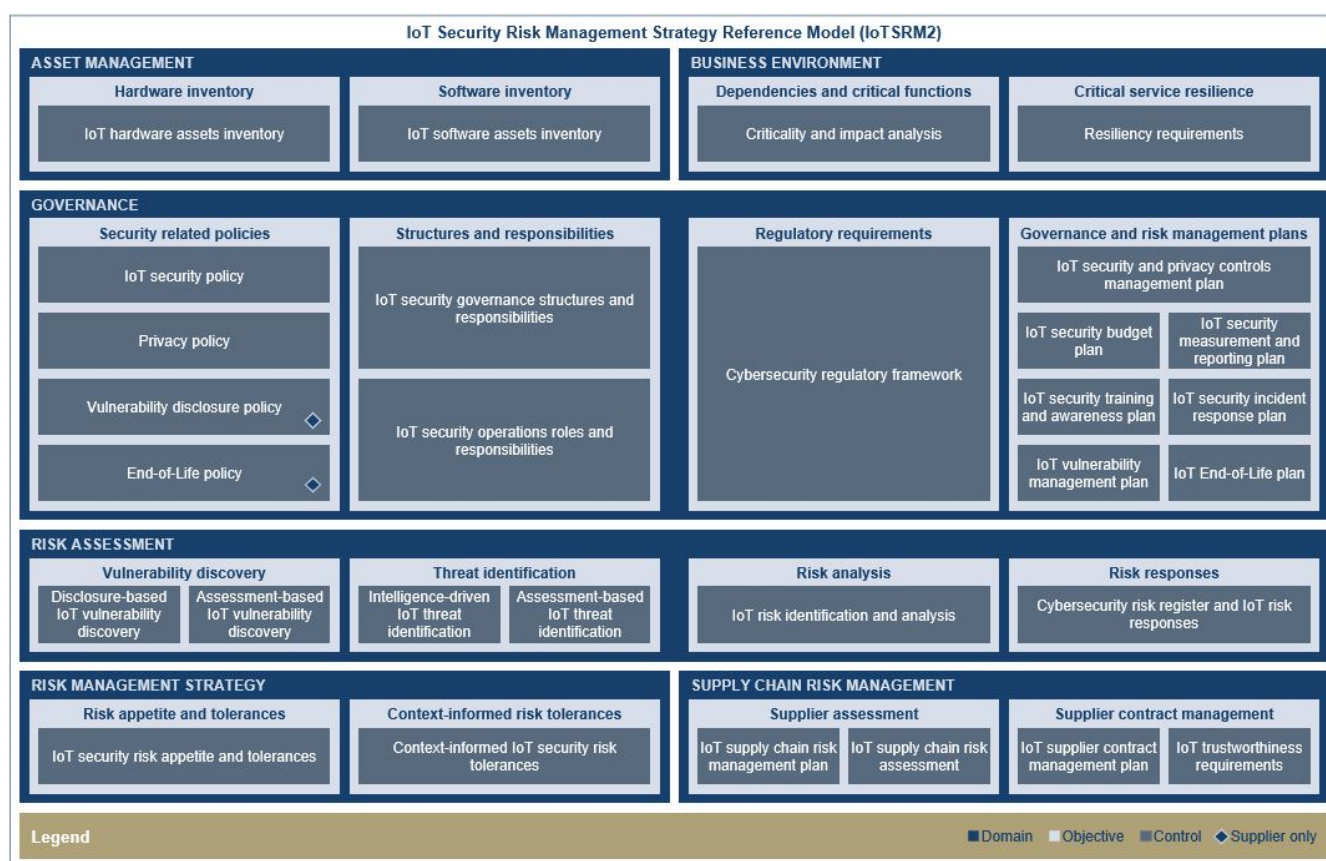 IoT Security Risk Management Strategy Reference Model (IoTSRM2)
ASSET MANAGEMENT
Hardware inventory
IoT hardware assets inventory
Software inventory
IoT software assets inventory
BUSINESS ENVIRONMENT
Dependencies and critical functions
Criticality and impact analysis
Critical service resilience
Resiliency requirements
GOVERNANCE
Security related policies
IoT security policy
Privacy policy
Vulnerability disclosure policy
End-of-Life policy
Structures and responsibilities
IoT security governance structures and
responsibilities
IoT security operations roles and
responsibilities
Regulatory requirements
Cybersecurity regulatory framework
Governance and risk management plans
IoT security and privacy controls
management plan
IoT security budget
plan
IoT security
measurement and
reporting plan
IoT security training
and awareness plan
IoT security incident
response plan
IoT vulnerability
management plan
IoT End-of-Life plan
RISK ASSESSMENT
Vulnerability discovery
Disclosure-based
IoT vulnerability
discovery
Assessment-based
IoT vulnerability
discovery
Threat identification
Intelligence-driven
IoT threat
identification
Assessment-based
IoT threat
identification
Risk analysis
IoT risk identification and analysis
Risk responses
Cybersecurity risk register and IoT risk
responses
RISK MANAGEMENT STRATEGY
Risk appetite and tolerances
IoT security risk appetite and tolerances
Context-informed risk tolerances
Context-informed IoT security risk
tolerances
SUPPLY CHAIN RISK MANAGEMENT
Supplier assessment
IoT supply chain risk
management plan
IoT supply chain risk
assessment
Supplier contract management
IoT supplier contract
management plan
IoT trustworthiness
requirements
Legend
Domain
Objective
Control
Supplier only